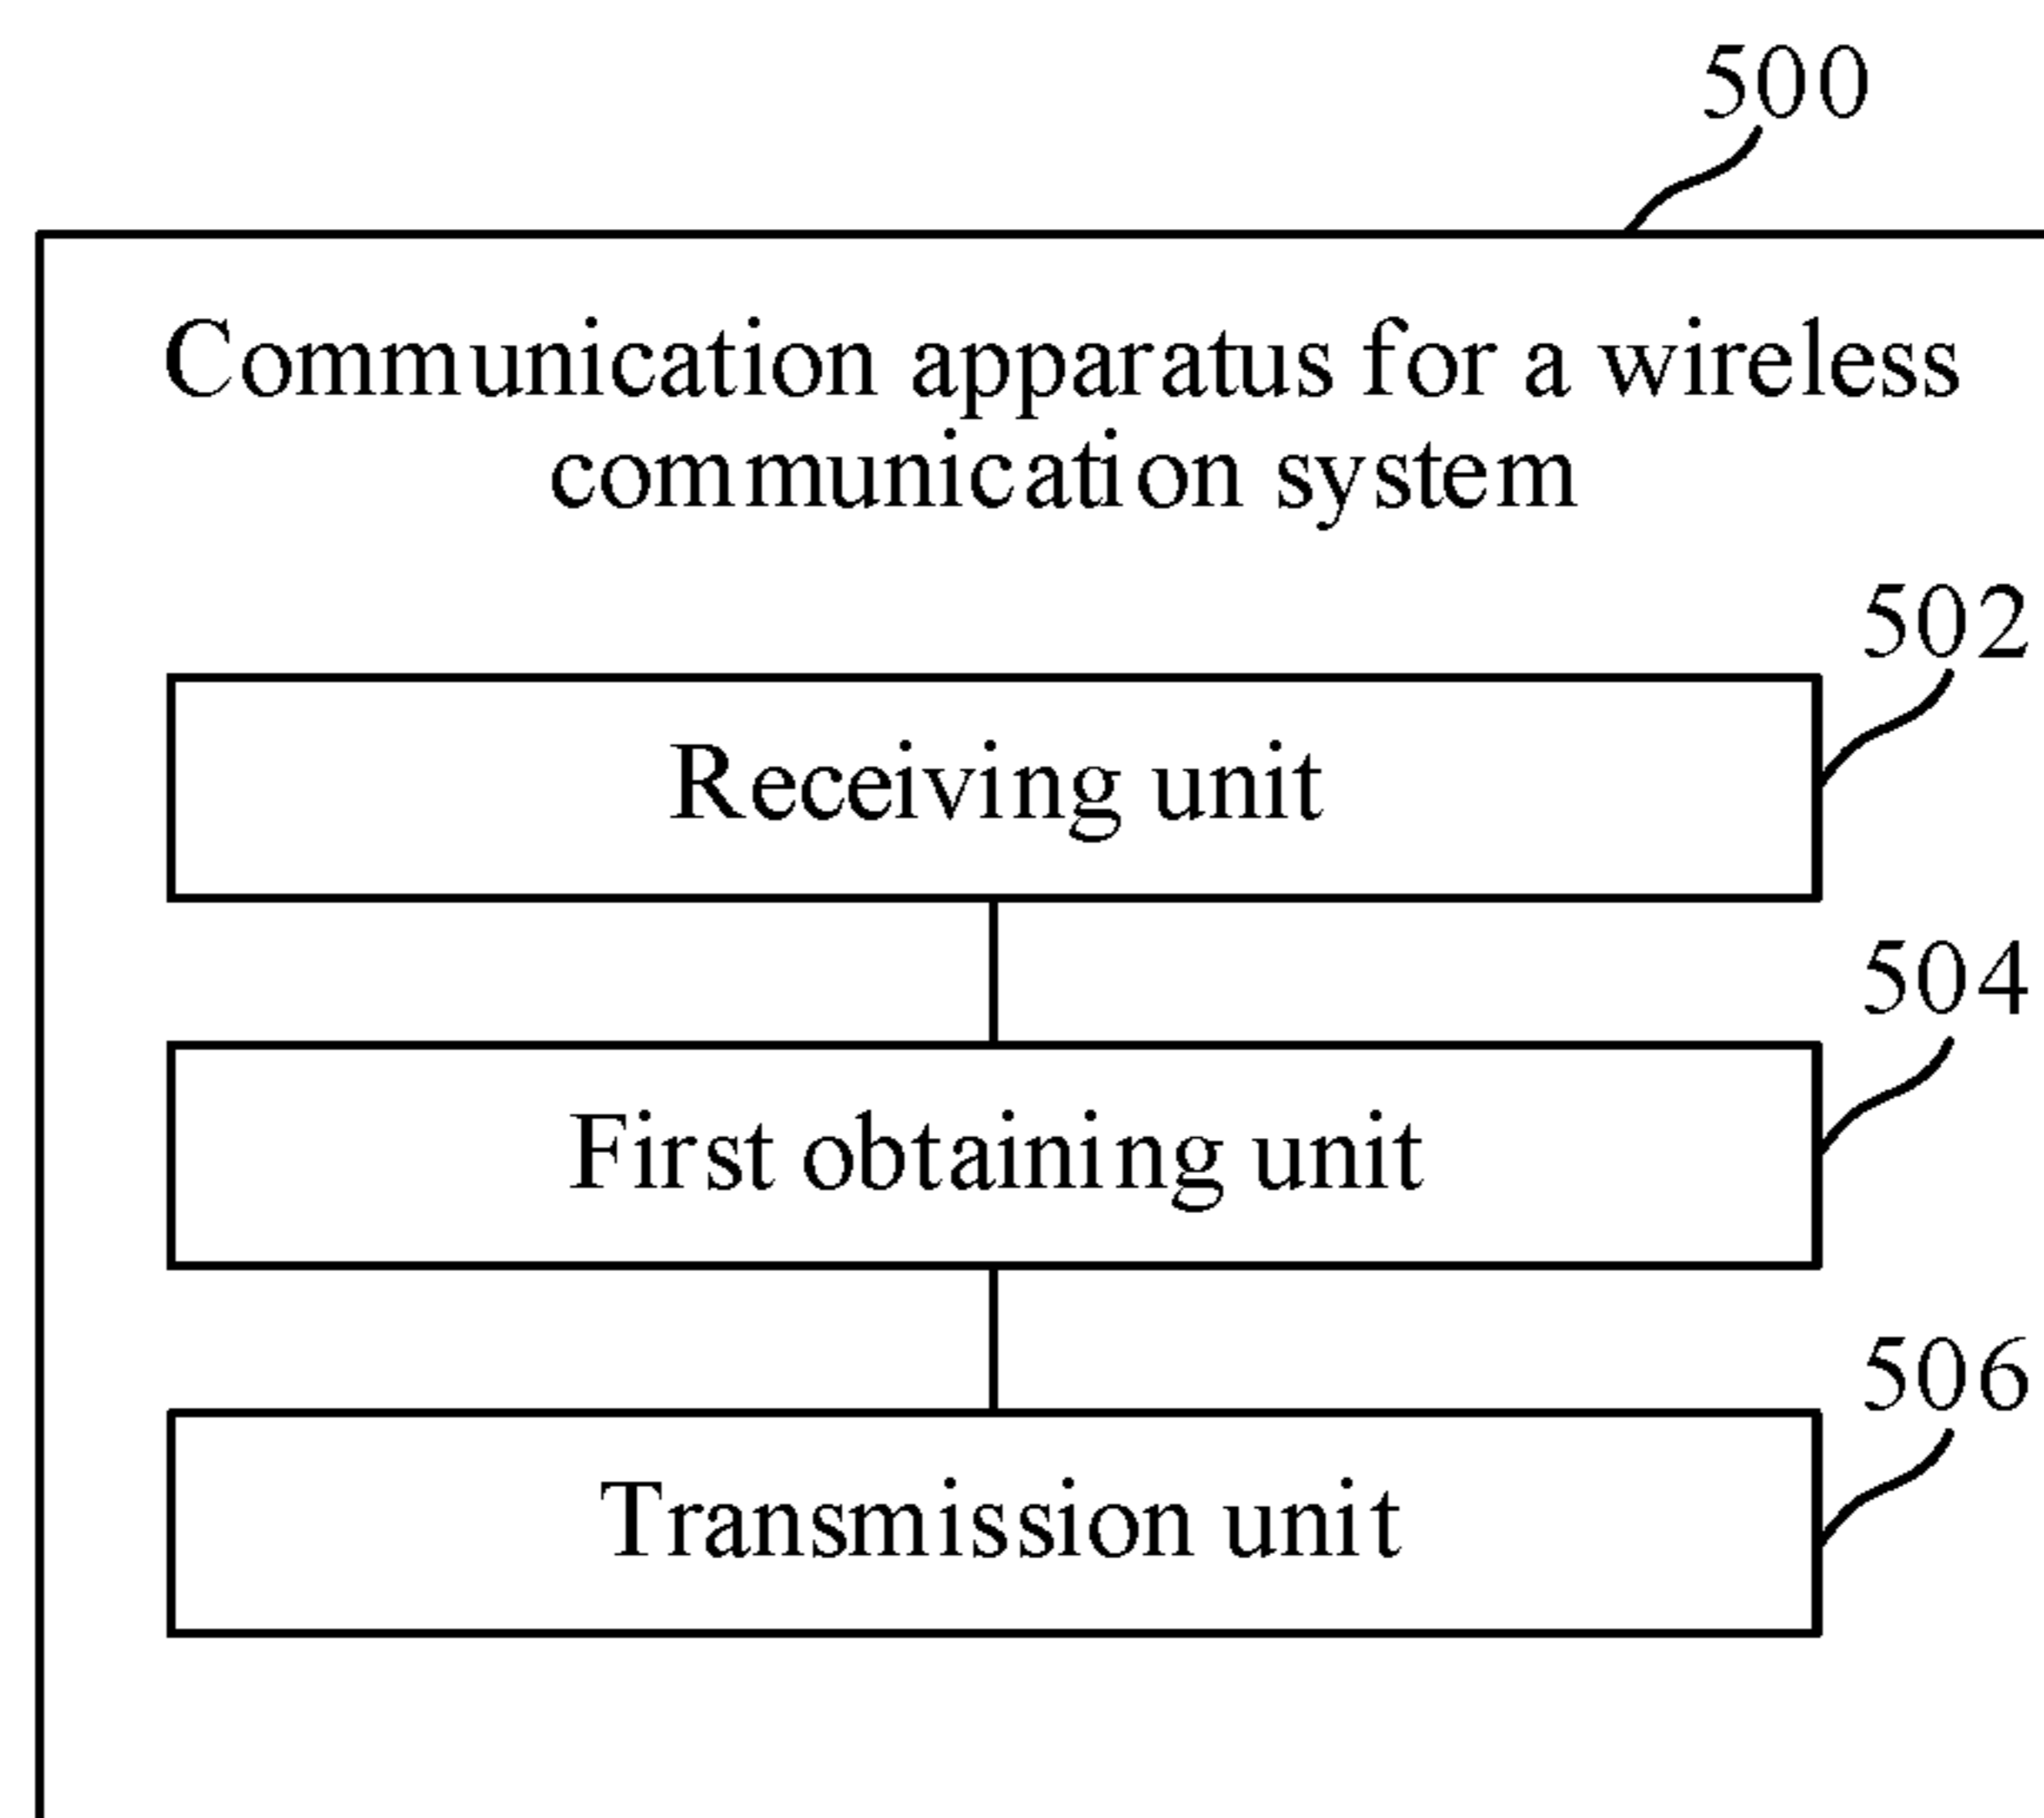 500
Communication apparatus for a wireless
communication system
502
Receiving unit
504
First obtaining unit
506
Transmission unit